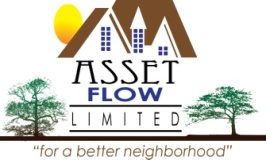 ASSET
FLOW
LIMITED
“for a better neighborhood”